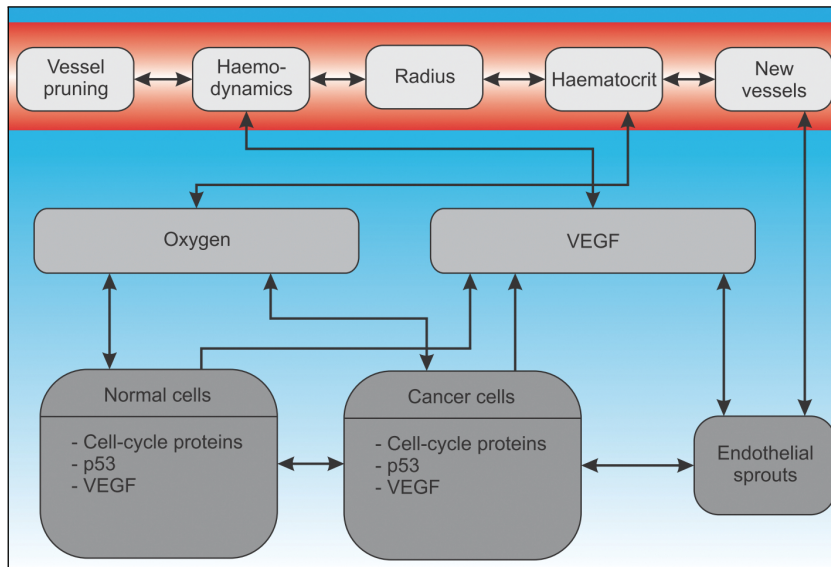 Vessel
pruning
Haemo-
dynamics
Radius
Haematocrit
New
vessels
Oxygen
VEGF
Normal cells
- Cell-cycle proteins
- p53
- VEGF
Cancer cells
- Cell-cycle proteins
- p53
- VEGF
Endothelial
sprouts